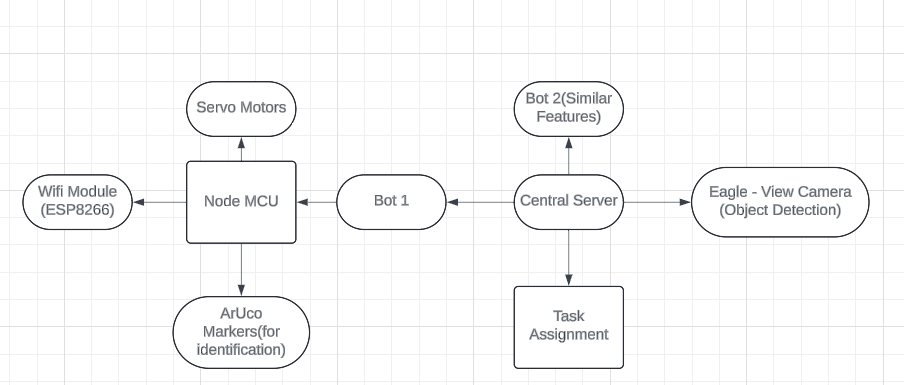 Servo Motors
Bot 2(Similar
Features)
Wifi Module
(ESP8266)
Node MCU
Bot 1
Central Server
Eagle - View Camera
(Object Detection)
ArUco
Markers(for
identification)
Task
Assignment